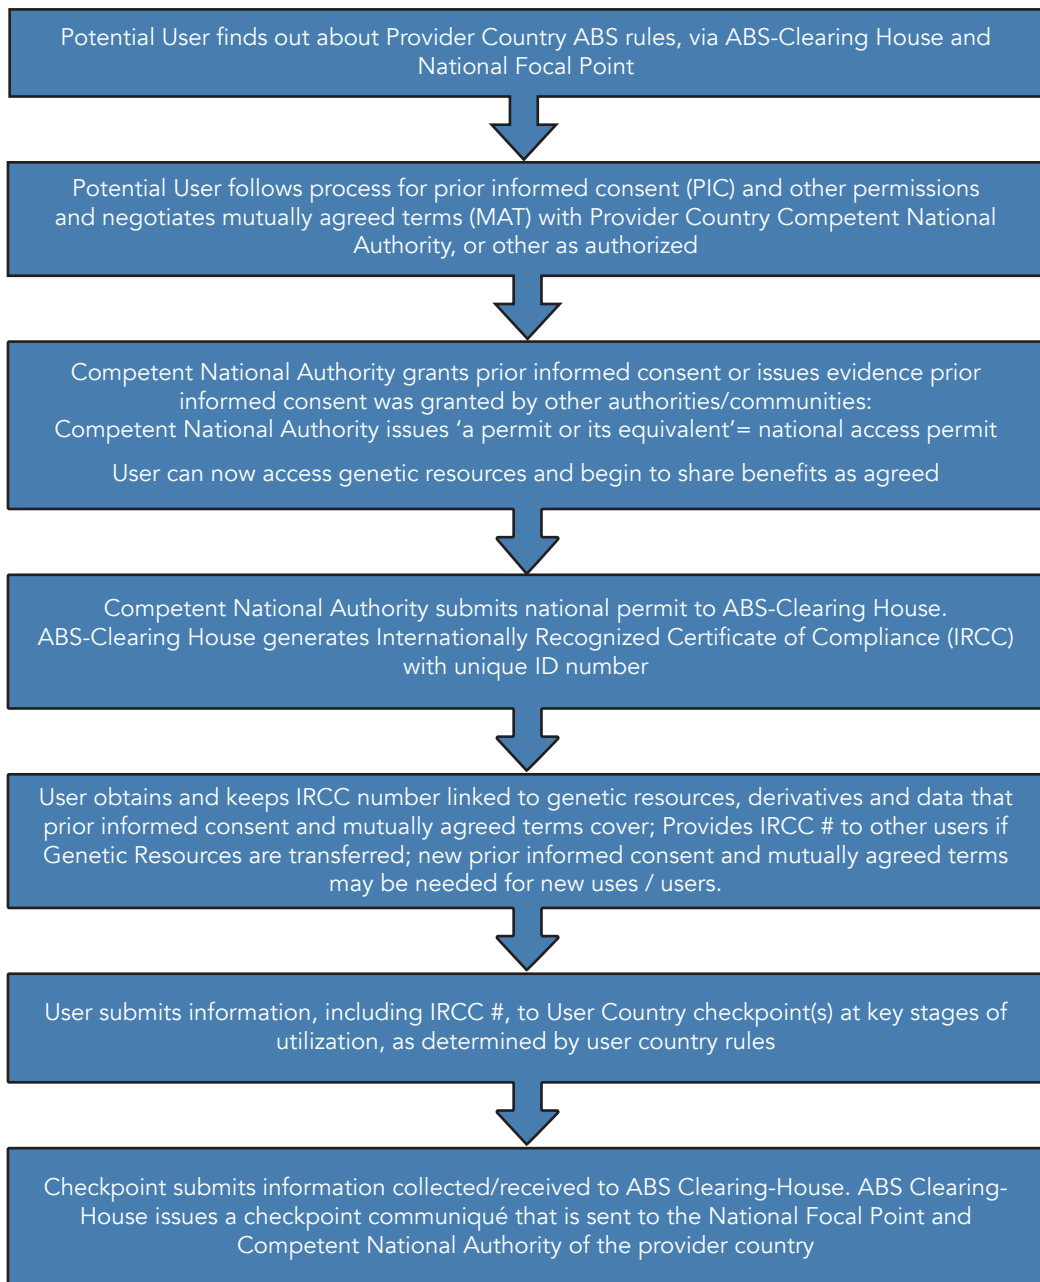 Potential User finds out about Provider Country ABS rules, via ABS-Clearing House and
National Focal Point
Potential User follows process for prior informed consent (PIC) and other permissions
and negotiates mutually agreed terms (MAT) with Provider Country Competent National
Authority, or other as authorized
Competent National Authority grants prior informed consent or issues evidence prior
informed consent was granted by other authorities/communities:
Competent National Authority issues ‘a permit or its equivalent’= national access permit
User can now access genetic resources and begin to share benefits as agreed
Competent National Authority submits national permit to ABS-Clearing House.
ABS-Clearing House generates Internationally Recognized Certificate of Compliance (IRCC)
with unique ID number
User obtains and keeps IRCC number linked to genetic resources, derivatives and data that
prior informed consent and mutually agreed terms cover; Provides IRCC # to other users if
Genetic Resources are transferred; new prior informed consent and mutually agreed terms
may be needed for new uses / users.
User submits information, including IRCC #, to User Country checkpoint(s) at key stages of
utilization, as determined by user country rules
Checkpoint submits information collected/received to ABS Clearing-House. ABS Clearing-
House issues a checkpoint communiqué that is sent to the National Focal Point and
Competent National Authority of the provider country